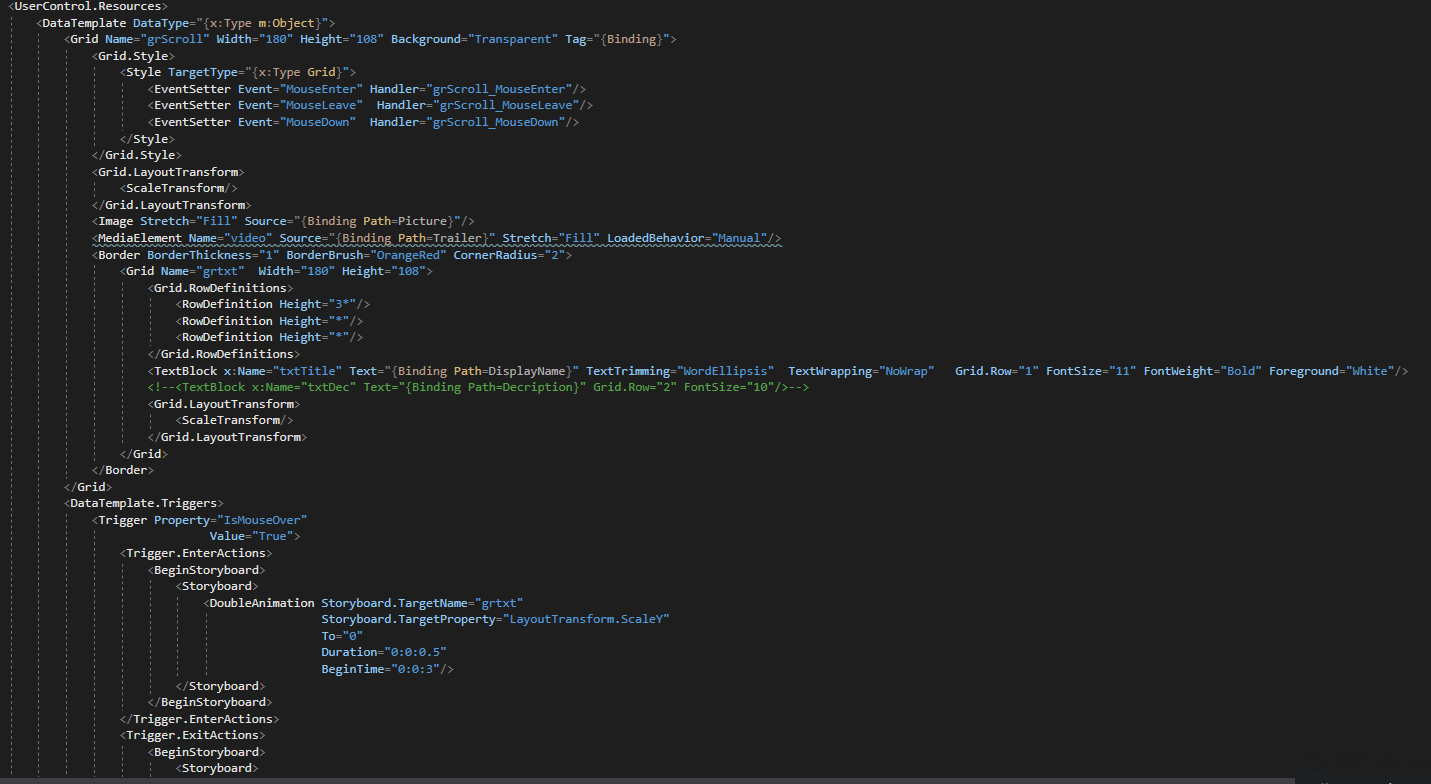 <UserControl.Resources>
<DataTemplate DataType="{x:Type m:Object}">
<Grid Name="grScroll" Width="180" Height="108" Background="Transparent" Tag="{Binding}">
<Grid.Style>
<Style TargetType="{x:Type Grid}">
<EventSetter Event="MouseEnter" Handler="grScroll_MouseEnter"/>
<EventSetter Event="MouseLeave"  Handler="grScroll_MouseLeave"/>
<EventSetter Event="MouseDown"  Handler="grScroll_MouseDown"/>
</Style>
</Grid.Style>
<Grid.LayoutTransform>
<ScaleTransform/>
</Grid.LayoutTransform>
<Image Stretch="Fill" Source="{Binding Path=Picture}"/>
<MediaElement Name="video" Source="{Binding Path=Trailer}" Stretch="Fill" LoadedBehavior="Manual"/>
<Border BorderThickness="1" BorderBrush="OrangeRed" CornerRadius="2">
<Grid Name="grtxt"  Width="180" Height="108">
<Grid.RowDefinitions>
<RowDefinition Height="3*"/>
<RowDefinition Height="*"/>
<RowDefinition Height="*"/>
</Grid.RowDefinitions>
<TextBlock x:Name="txtTitle" Text="{Binding Path=DisplayName}" TextTrimming="WordEllipsis"  TextWrapping="NoWrap"   Grid.Row="1" FontSize="11" FontWeight="Bold" Foreground="White"/>
<!--<TextBlock x:Name="txtDec" Text="{Binding Path=Decription}" Grid.Row="2" FontSize="10"/>-->
<Grid.LayoutTransform>
<ScaleTransform/>
</Grid.LayoutTransform>
</Grid>
</Border>
</Grid>
<DataTemplate.Triggers>
<Trigger Property="IsMouseOver"
Value="True">
<Trigger.EnterActions>
<BeginStoryboard>
<Storyboard>
<DoubleAnimation Storyboard.TargetName="grtxt"
Storyboard.TargetProperty="LayoutTransform.ScaleY"
To="0"
Duration="0:0:0.5"
BeginTime="0:0:3"/>
</Storyboard>
</BeginStoryboard>
</Trigger.EnterActions>
<Trigger.ExitActions>
<BeginStoryboard>
<Storyboard>